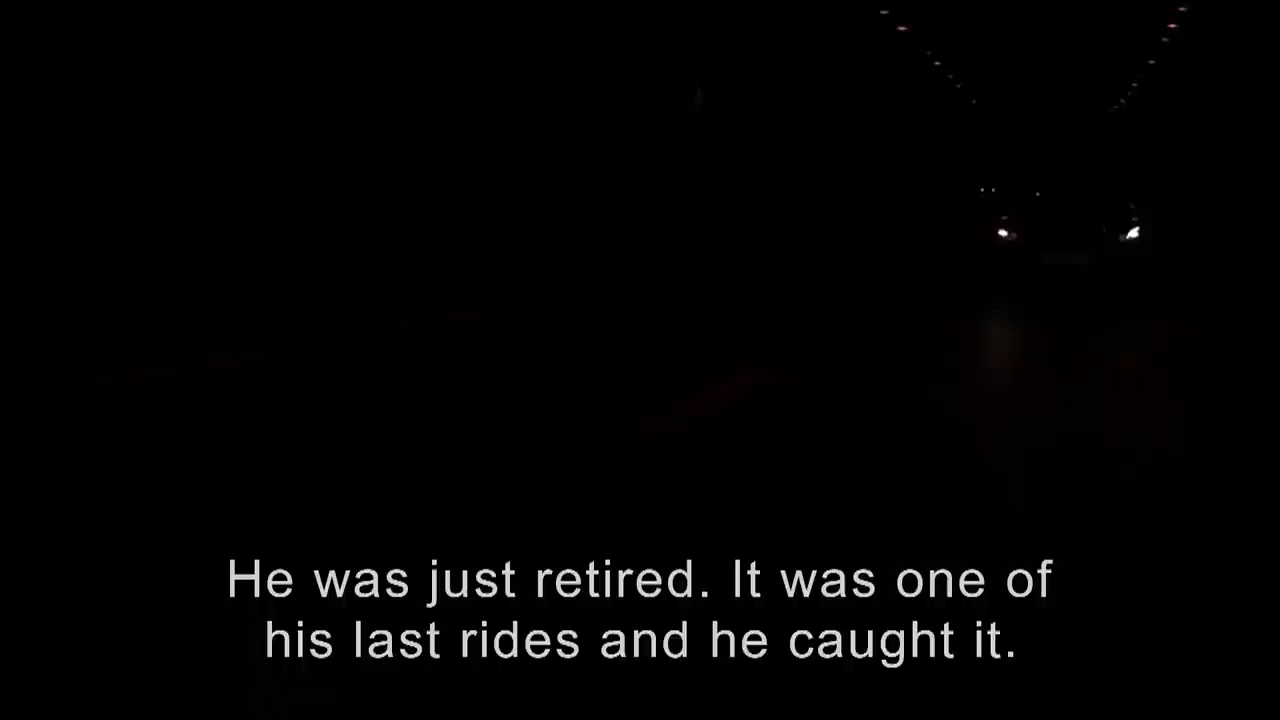 He was just retired. It was one of
his last rides and he caught it.